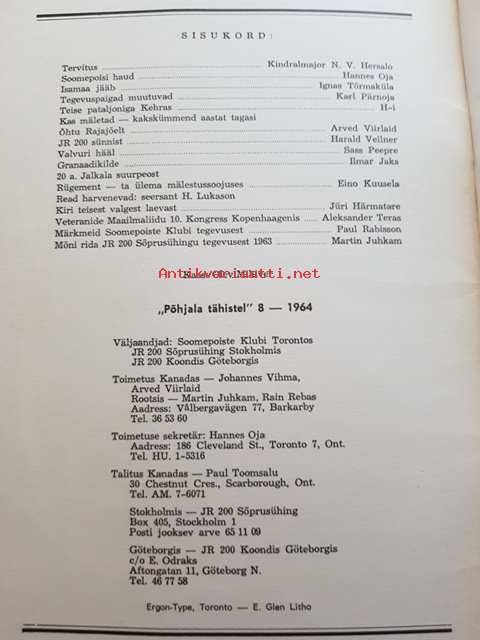 SISUKORD:
Tervitus Kindralmajor N. V. Hersalo
Soomepoisi haud Hannes Oja
Isamaa jääb Ignas Tõrmaküla
Tegevuspaigad muutuvad Karl Pärnoja
Teise pataljoniga Kehras H-i
Kas mäletad — kakskümmend aastat tagasi
Õhtu Rajajõelt Arved Viirlaid
JR 200 sünnist Harald Vellner
Valvuri hääl Sass Peepre
Granaadikilde Ilmar Jaks
20 a. Jalkala suurpeost
Rügement — ta ülema mälestussoojuses Eino Kuusela
Read harvenevad: seersant H. Lukason
Kiri teisest valgest laevast Jüri Härmatare
Veteranide Maailmaliidu 10. Kongress Kopenhaagenis Aleksander Teras
Märkmeid Soomepoiste Klubi tegevusest Paul Rabisson
Mõni rida JR 200 Sõprusühingu tegevusest 1963 Martin Juhkam
Antikvariaatti.net
„Põhjala tähistel" 8 — 1964
Väljaandjad: Soomepoiste Klubi Torontos
JR 200 Sõprusühing Stokholmis
JR 200 Koondis Göteborgis
Toimetus Kanadas — Johannes Vihma,
Arved Viirlaid
Rootsis — Martin Juhkam, Rain Rebas
Aadress: Vålbergavägen 77, Barkarby
Tel. 36 53 60
Toimetuse sekretär: Hannes Oja
Aadress: 186 Cleveland St., Toronto 7, Ont.
Tel. HU. 1-5316
Talitus Kanadas — Paul Toomsalu
30 Chestnut Cres., Scarborough, Ont.
Tel. AM. 7-6071
Stokholmis — JR 200 Sõprusühing
Box 405, Stockholm 1
Posti jooksev arve 65 11 09
Göteborgis — JR 200 Koondis Göteborgis
c/o E. Odraks
Aftongatan 11, Göteborg N.
Tel. 46 77 58
Ergon-Type, Toronto — E. Glen Litho